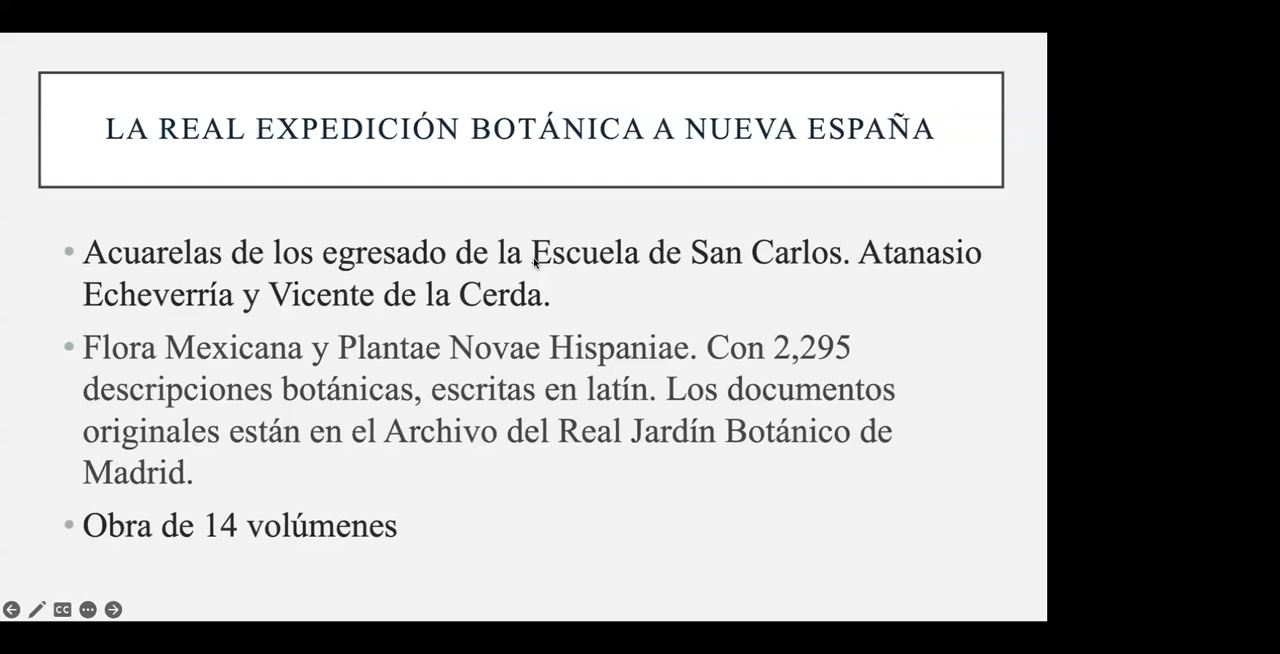 LA REAL EXPEDICIÓN BOTÁNICA A NUEVA ESPAÑA
• Acuarelas de los egresado de la Escuela de San Carlos. Atanasio
Echeverría y Vicente de la Cerda.
• Flora Mexicana y Plantae Novae Hispaniae. Con 2,295
descripciones botánicas, escritas en latín. Los documentos
originales están en el Archivo del Real Jardín Botánico de
Madrid.
• Obra de 14 volúmenes
CC